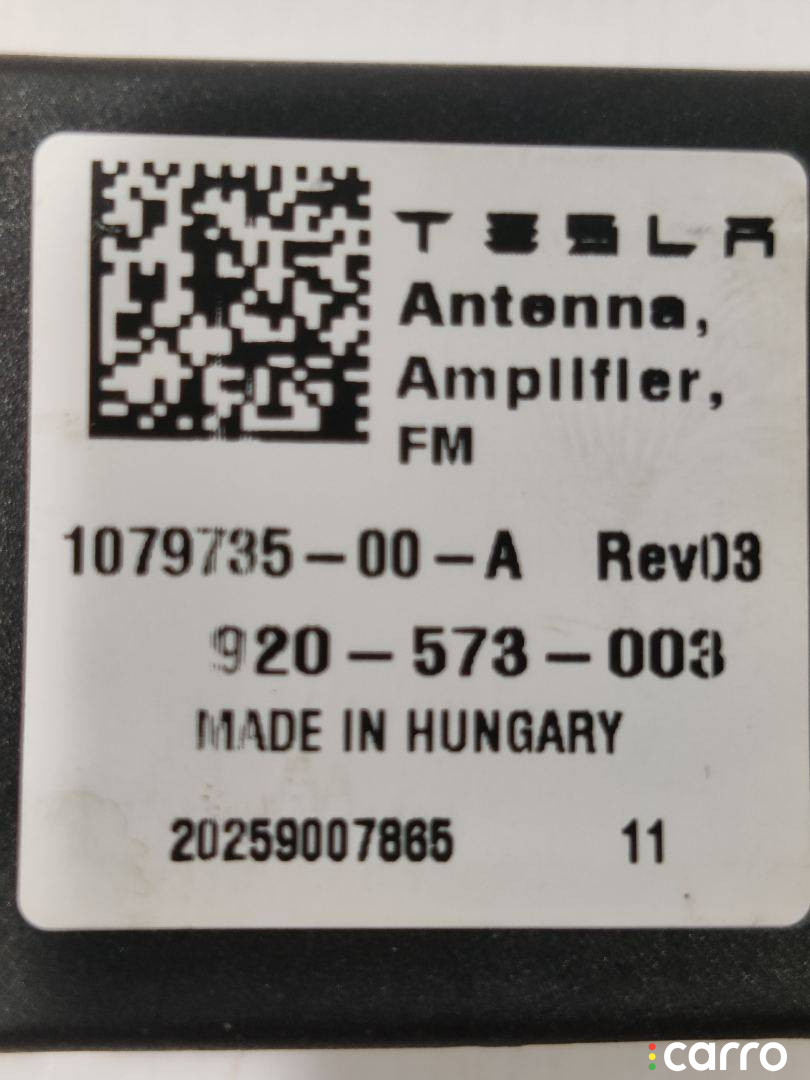 TESLA
Antenna,
Amplifier,
FM
1079735-00-A Rev03
920-573-003
MADE IN HUNGARY
20259007865 11
carro